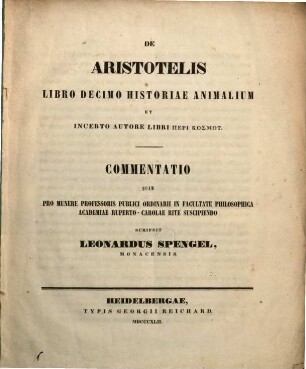 DE
ARISTOTELIS
LIBRO DECIMO HISTORIAE ANIMALIUM
ET
INCERTO AUTORE LIBRI ΠΕΡΙ ΚΟΣΜΟΥ.
COMMENTATIO
QUAM
PRO MUNERE PROFESSORIS PUBLICI ORDINARII IN FACULTATE PHILOSOPHICA
ACADEMIAE RUPERTO-CAROLAE RITE SUSCIPIENDO
SCRIPSIT
LEONARDUS SPENGEL,
MONACENSIS.
HEIDELBERGAE,
TYPIS GEORGII REICHARD.
MDCCCXLII.